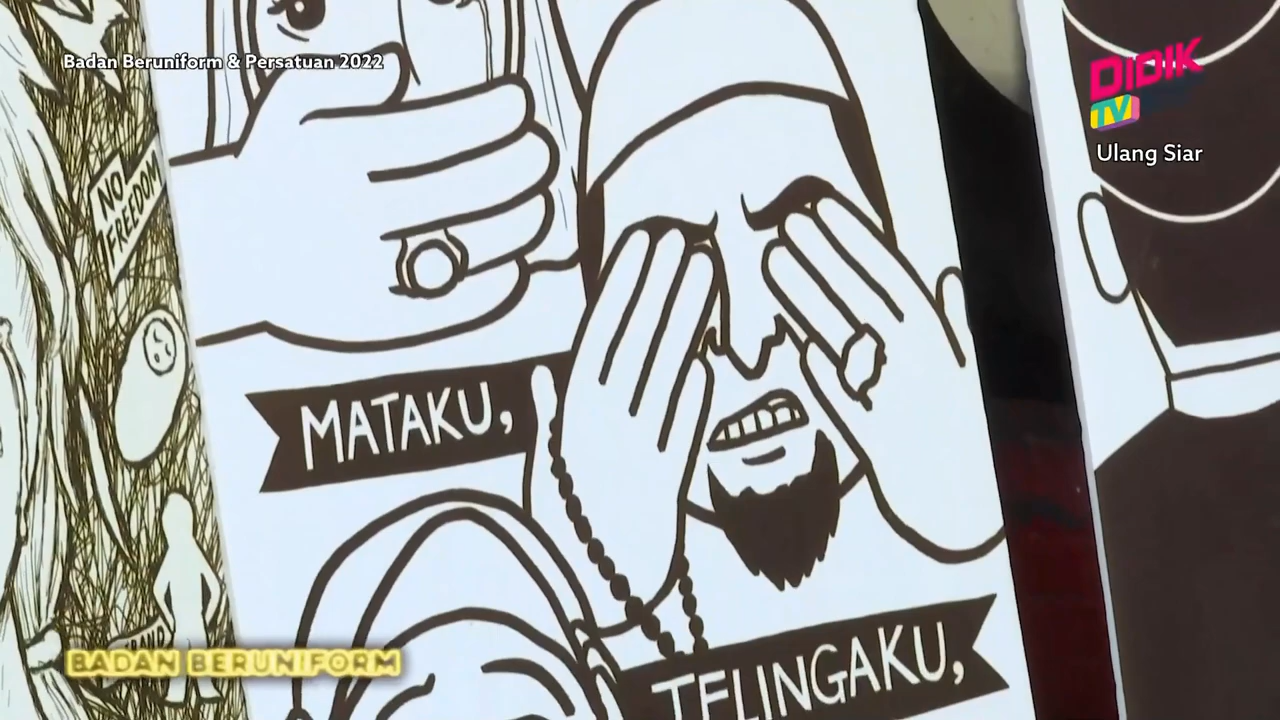 Badan Beruniform & Persatuan 2022
DIDIK
TV
Ulang Siar
NO
FREEDOM
MATAKU,
TELINGAKU,
BADAN BERUNIFORM